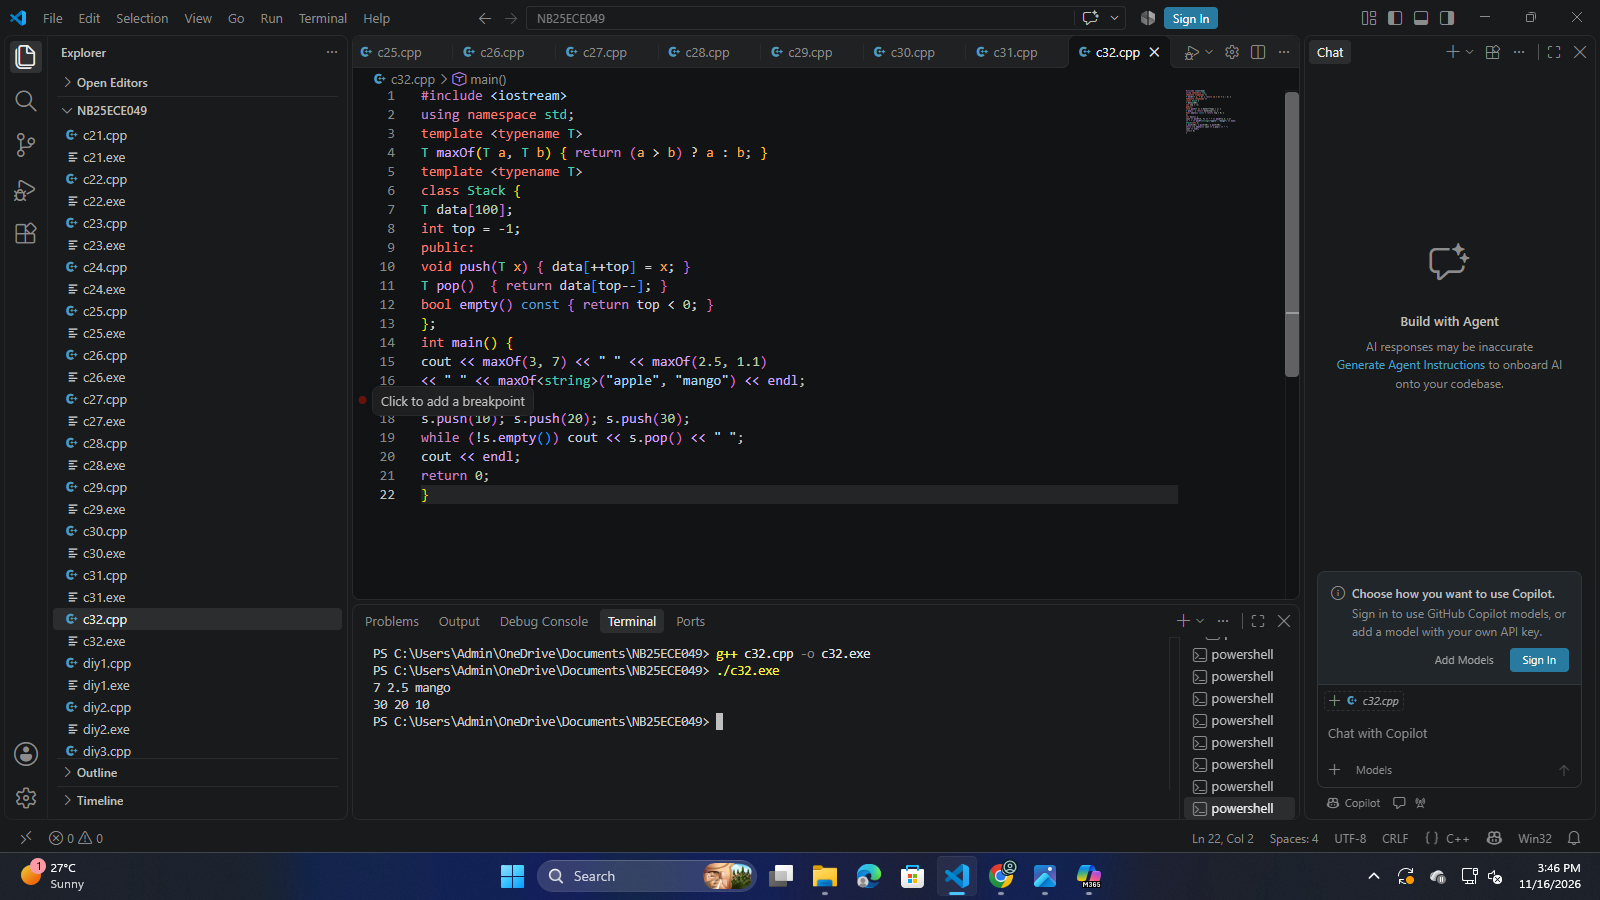 File Edit Selection View Go Run Terminal Help
NB25ECE049
Sign In
Explorer
Open Editors
NB25ECE049
c21.cpp
c21.exe
c22.cpp
c22.exe
c23.cpp
c23.exe
c24.cpp
c24.exe
c25.cpp
c25.exe
c26.cpp
c26.exe
c27.cpp
c27.exe
c28.cpp
c28.exe
c29.cpp
c29.exe
c30.cpp
c30.exe
c31.cpp
c31.exe
c32.cpp
c32.exe
diy1.cpp
diy1.exe
diy2.cpp
diy2.exe
diy3.cpp
Outline
Timeline
c25.cpp c26.cpp c27.cpp c28.cpp c29.cpp c30.cpp c31.cpp c32.cpp
c32.cpp > main()
1 #include <iostream>
2 using namespace std;
3 template <typename T>
4 T maxOf(T a, T b) { return (a > b) ? a : b; }
5 template <typename T>
6 class Stack {
7 T data[100];
8 int top = -1;
9 public:
10 void push(T x) { data[++top] = x; }
11 T pop()  { return data[top--]; }
12 bool empty() const { return top < 0; }
13 };
14 int main() {
15 cout << maxOf(3, 7) << " " << maxOf(2.5, 1.1)
16 << " " << maxOf<string>("apple", "mango") << endl;
Click to add a breakpoint
18 s.push(10); s.push(20); s.push(30);
19 while (!s.empty()) cout << s.pop() << " ";
20 cout << endl;
21 return 0;
22 }
Problems Output Debug Console Terminal Ports
PS C:\Users\Admin\OneDrive\Documents\NB25ECE049> g++ c32.cpp -o c32.exe
PS C:\Users\Admin\OneDrive\Documents\NB25ECE049> ./c32.exe
7 2.5 mango
30 20 10
PS C:\Users\Admin\OneDrive\Documents\NB25ECE049>
powershell
powershell
powershell
powershell
powershell
powershell
powershell
powershell
Chat
Build with Agent
AI responses may be inaccurate
Generate Agent Instructions to onboard AI
onto your codebase.
Choose how you want to use Copilot.
Sign in to use GitHub Copilot models, or
add a model with your own API key.
Add Models Sign In
c32.cpp
Chat with Copilot
Models
Copilot
0 0
Ln 22, Col 2 Spaces: 4 UTF-8 CRLF { } C++ Win32
1
27°C
Sunny
Search
M365
3:46 PM
11/16/2026